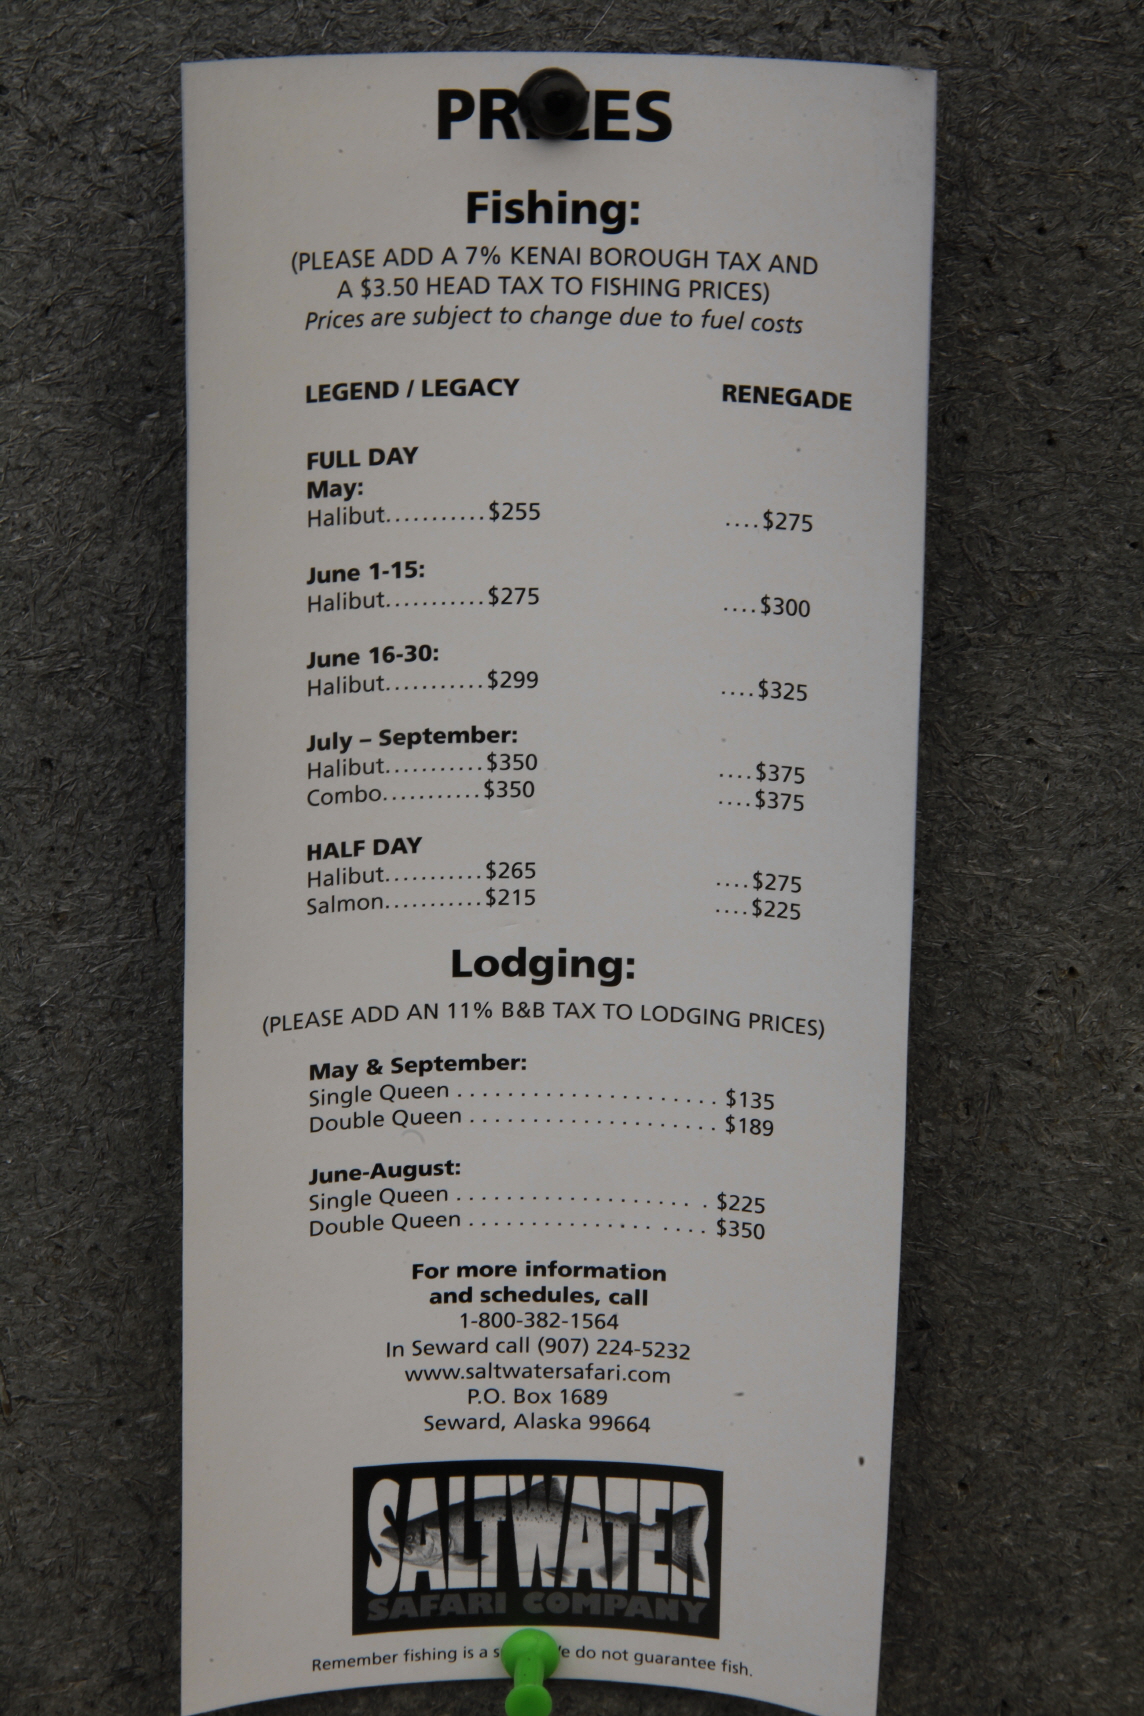 PRICES
Fishing:
(PLEASE ADD A 7% KENAI BOROUGH TAX AND
A $3.50 HEAD TAX TO FISHING PRICES)
Prices are subject to change due to fuel costs
LEGEND / LEGACY RENEGADE
FULL DAY
May:
Halibut...........$255 ....$275
June 1-15:
Halibut...........$275 ....$300
June 16-30:
Halibut...........$299 ....$325
July – September:
Halibut...........$350 ....$375
Combo...........$350 ....$375
HALF DAY
Halibut...........$265 ....$275
Salmon...........$215 ....$225
Lodging:
(PLEASE ADD AN 11% B&B TAX TO LODGING PRICES)
May & September:
Single Queen . . . . . . . . . . . . . . . . . . . . . $135
Double Queen . . . . . . . . . . . . . . . . . . . . $189
June-August:
Single Queen . . . . . . . . . . . . . . . . . . . . $225
Double Queen . . . . . . . . . . . . . . . . . . . $350
For more information
and schedules, call
1-800-382-1564
In Seward call (907) 224-5232
www.saltwatersafari.com
P.O. Box 1689
Seward, Alaska 99664
SALTWATER
SAFARI COMPANY
Remember fishing is a do not guarantee fish.